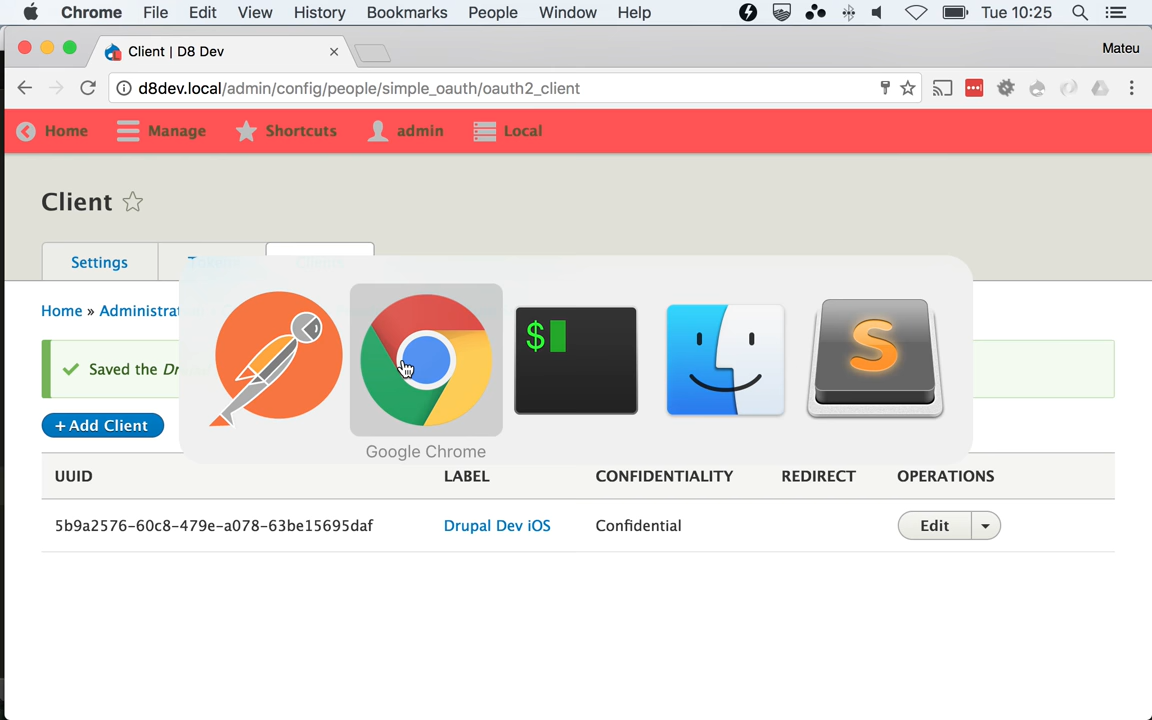 Chrome File Edit View History Bookmarks People Window Help Tue 10:25
Client | D8 Dev Mateu
d8dev.local/admin/config/people/simple_oauth/oauth2_client
Home Manage Shortcuts admin Local
Client
Settings
Home » Administrat
Saved the Dr
$
S
+ Add Client
Google Chrome
UUID LABEL CONFIDENTIALITY REDIRECT OPERATIONS
5b9a2576-60c8-479e-a078-63be15695daf Drupal Dev iOS Confidential Edit